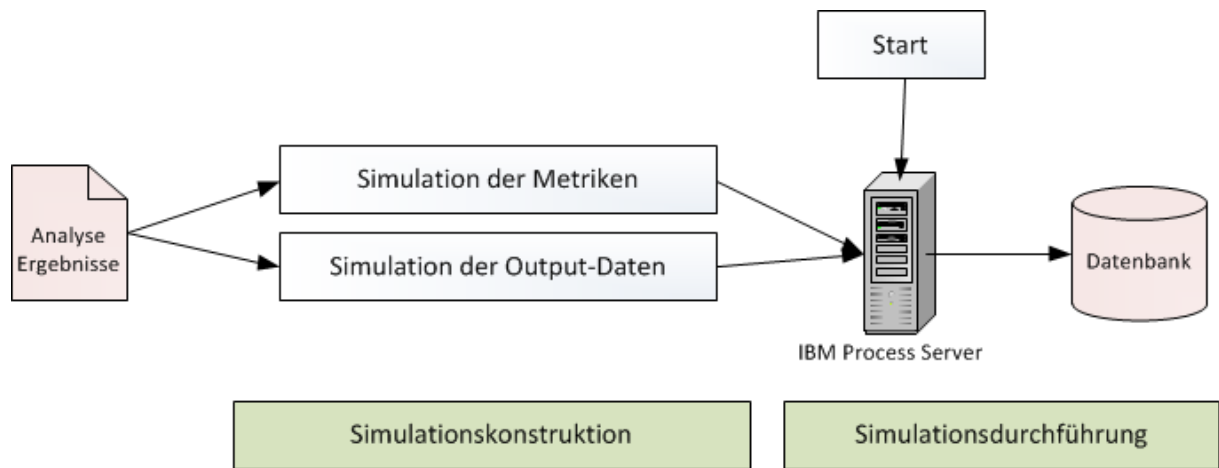 Start
Simulation der Metriken
Analyse
Ergebnisse
Simulation der Output-Daten
Datenbank
IBM Process Server
Simulationskonstruktion
Simulationsdurchführung